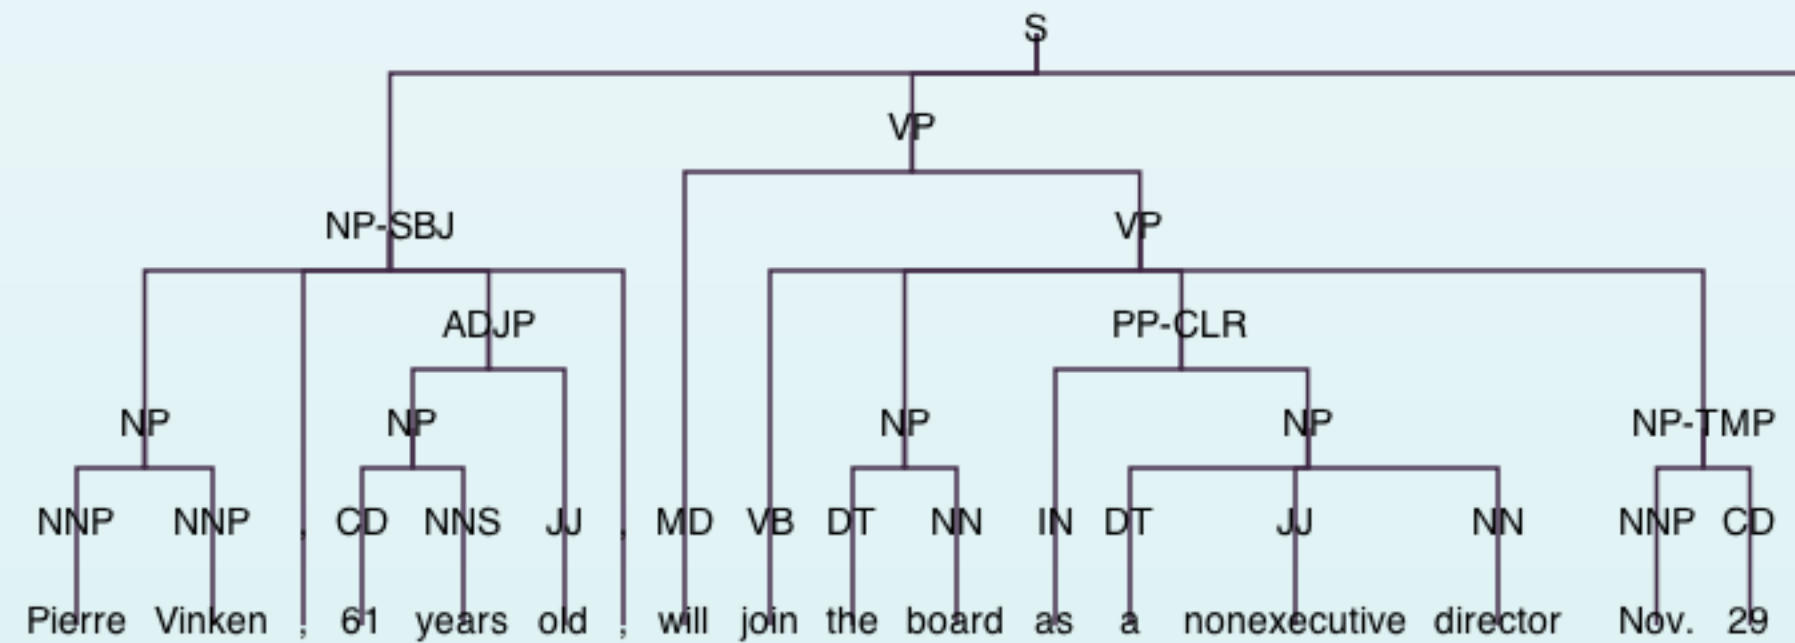 S
VP
NP-SBJ VP
ADJP PP-CLR
NP NP NP NP NP-TMP
NNP NNP , CD NNS JJ , MD VB DT NN IN DT JJ NN NNP CD
Pierre Vinken , 61 years old , will join the board as a nonexecutive director Nov. 29